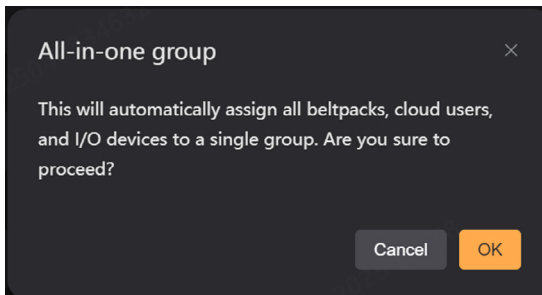 All-in-one group
This will automatically assign all beltpacks, cloud users,
and I/O devices to a single group. Are you sure to
proceed?
Cancel
OK